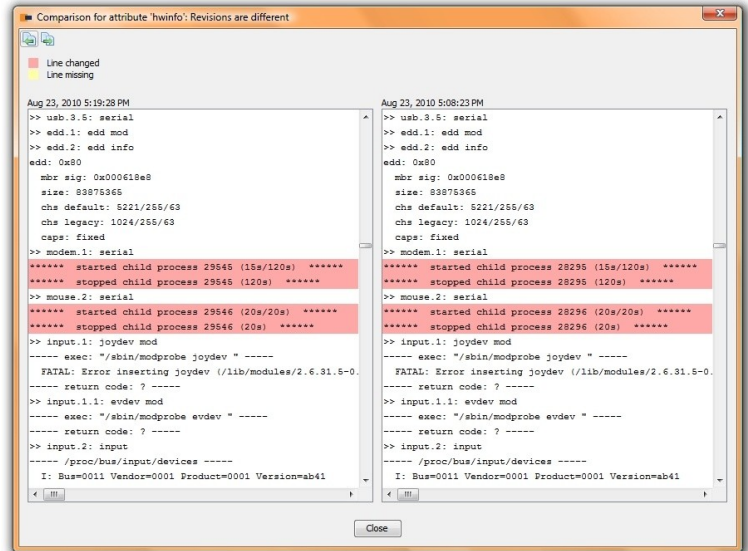 Comparison for attribute 'hwinfo': Revisions are different
Line changed
Line missing
Aug 23, 2010 5:19:28 PM
>> usb.3.5: serial
>> edd.1: edd mod
>> edd.2: edd info
edd: 0x80
mbr sig: 0x000618e8
size: 83875365
chs default: 5221/255/63
chs legacy: 1024/255/63
caps: fixed
>> modem.1: serial
****** started child process 29545 (15s/120s) ******
****** stopped child process 29545 (120s) ******
>> mouse.2: serial
****** started child process 29546 (20s/20s) ******
****** stopped child process 29546 (20s) ******
>> input.1: joydev mod
----- exec: "/sbin/modprobe joydev " -----
FATAL: Error inserting joydev (/lib/modules/2.6.31.5-0.
----- return code: ? -----
>> input.1.1: evdev mod
----- exec: "/sbin/modprobe evdev " -----
----- return code: ? -----
>> input.2: input
----- /proc/bus/input/devices -----
I: Bus=0011 Vendor=0001 Product=0001 Version=ab41
Aug 23, 2010 5:08:23 PM
>> usb.3.5: serial
>> edd.1: edd mod
>> edd.2: edd info
edd: 0x80
mbr sig: 0x000618e8
size: 83875365
chs default: 5221/255/63
chs legacy: 1024/255/63
caps: fixed
>> modem.1: serial
****** started child process 28295 (15s/120s) ******
****** stopped child process 28295 (120s) ******
>> mouse.2: serial
****** started child process 28296 (20s/20s) ******
****** stopped child process 28296 (20s) ******
>> input.1: joydev mod
----- exec: "/sbin/modprobe joydev " -----
FATAL: Error inserting joydev (/lib/modules/2.6.31.5-0.
----- return code: ? -----
>> input.1.1: evdev mod
----- exec: "/sbin/modprobe evdev " -----
----- return code: ? -----
>> input.2: input
----- /proc/bus/input/devices -----
I: Bus=0011 Vendor=0001 Product=0001 Version=ab41
Close